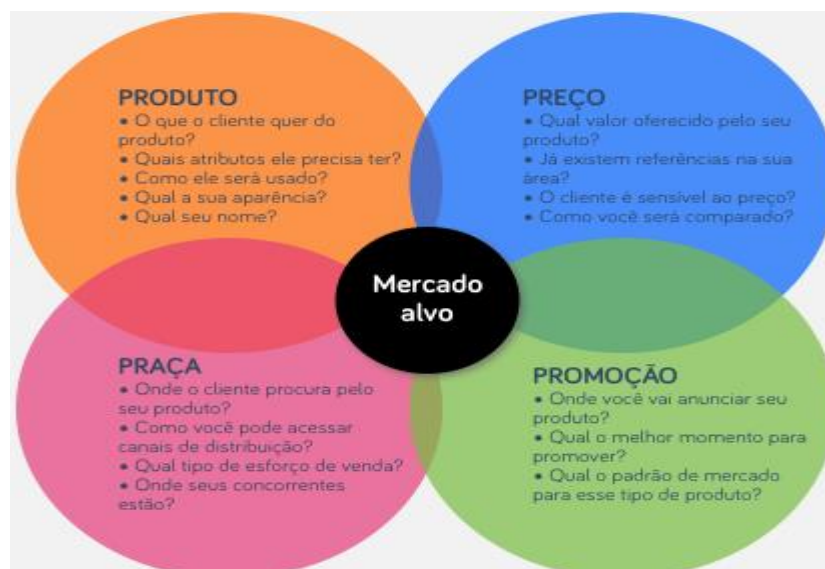 PRODUTO
• O que o cliente quer do
produto?
• Quais atributos ele precisa ter?
• Como ele será usado?
• Qual a sua aparência?
• Qual seu nome?
PREÇO
• Qual valor oferecido pelo seu
produto?
• Já existem referências na sua
área?
• O cliente é sensível ao preço?
• Como você será comparado?
Mercado
alvo
PRAÇA
• Onde o cliente procura pelo
seu produto?
• Como você pode acessar
canais de distribuição?
• Qual tipo de esforço de venda?
• Onde seus concorrentes
estão?
PROMOÇÃO
• Onde você vai anunciar seu
produto?
• Qual o melhor momento para
promover?
• Qual o padrão de mercado
para esse tipo de produto?